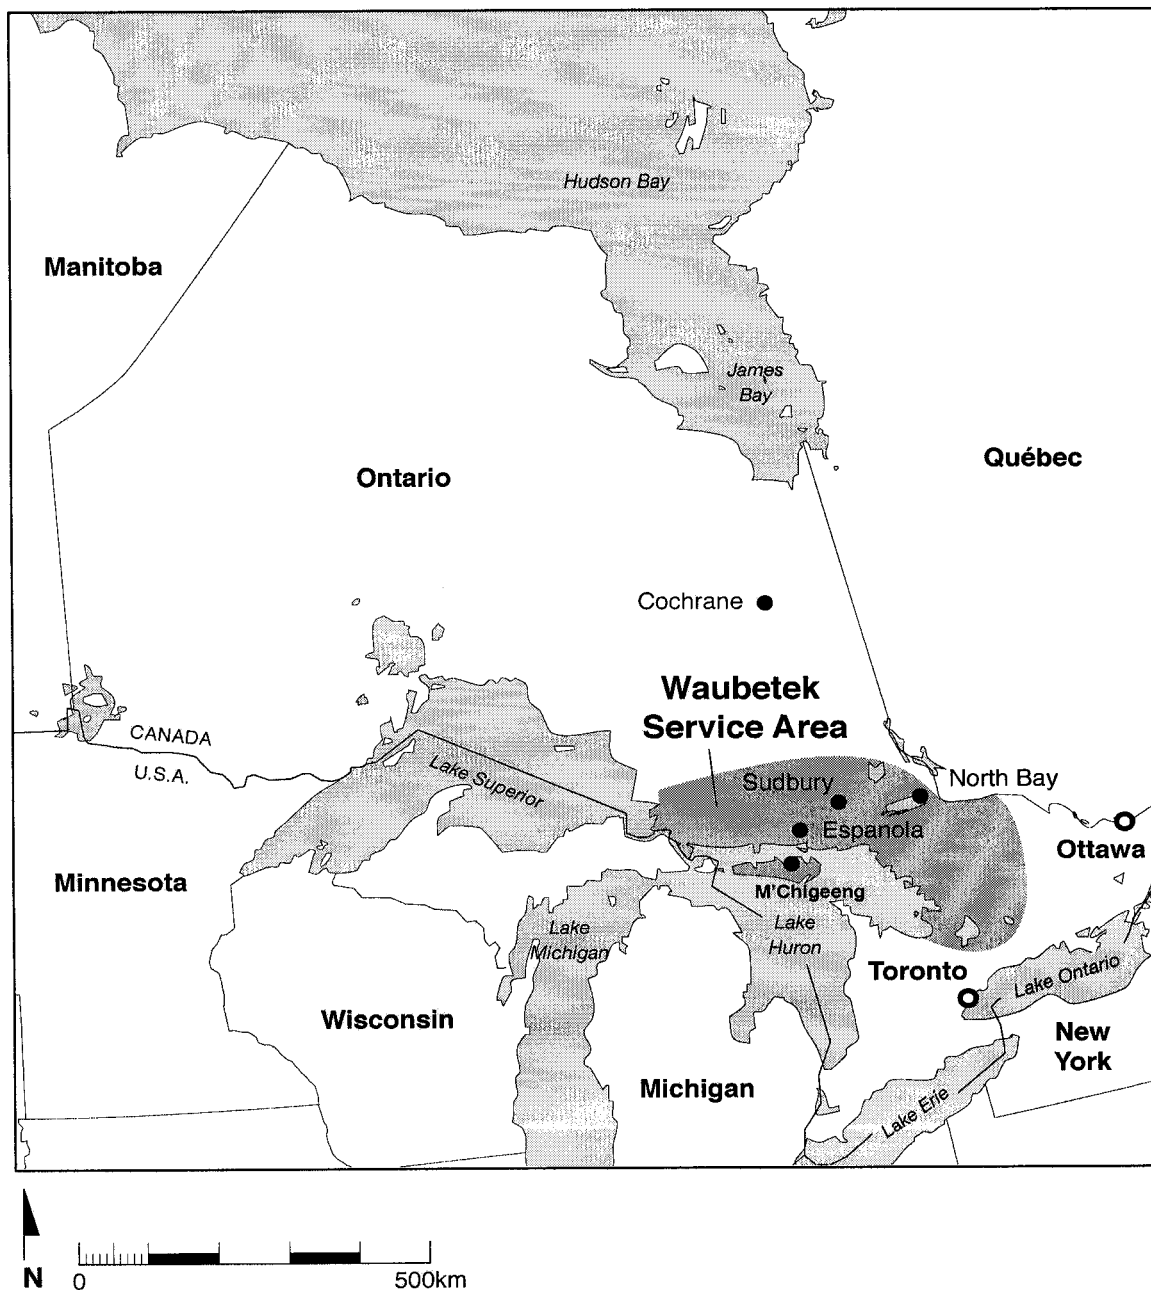 Hudson Bay
Manitoba
James
Bay
Québec
Ontario
Cochrane
Waubetek
Service Area
CANADA
U.S.A.
Lake Superior
Sudbury
North Bay
Espanola
Ottawa
Minnesota
M'Chigeeng
Lake
Michigan
Lake
Huron
Toronto
Lake Ontario
Wisconsin
New
York
Michigan
Lake Erie
N
0
500km